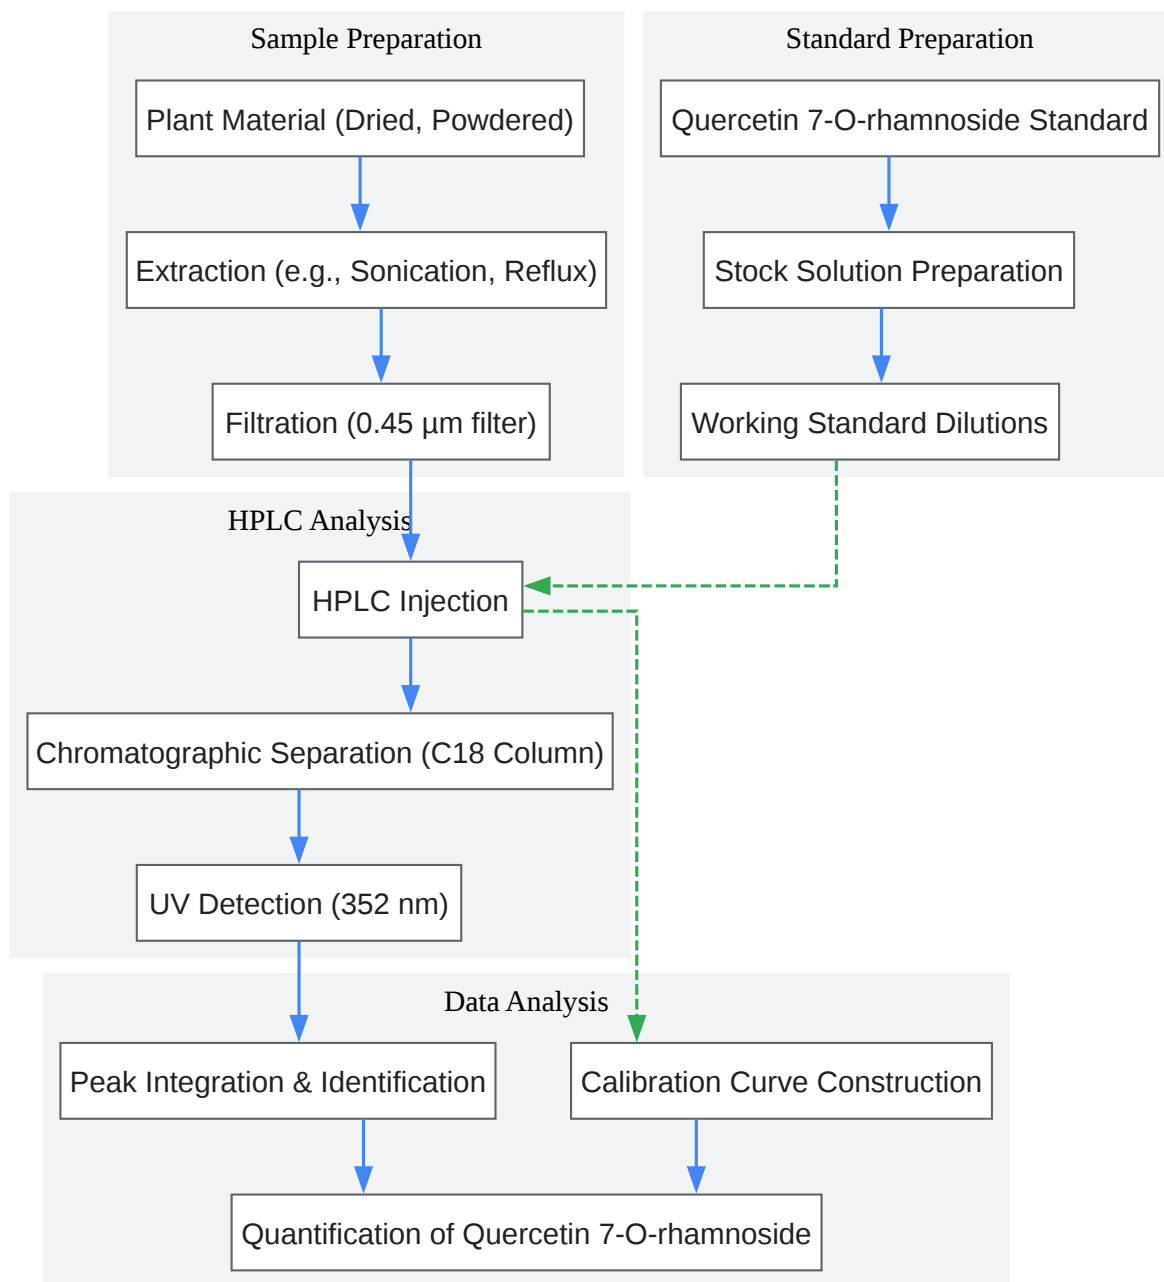 Sample Preparation
Plant Material (Dried, Powdered)
Extraction (e.g., Sonication, Reflux)
Filtration (0.45 µm filter)
Standard Preparation
Quercetin 7-O-rhamnoside Standard
Stock Solution Preparation
Working Standard Dilutions
HPLC Analysis
HPLC Injection
Chromatographic Separation (C18 Column)
UV Detection (352 nm)
Data Analysis
Peak Integration & Identification
Calibration Curve Construction
Quantification of Quercetin 7-O-rhamnoside